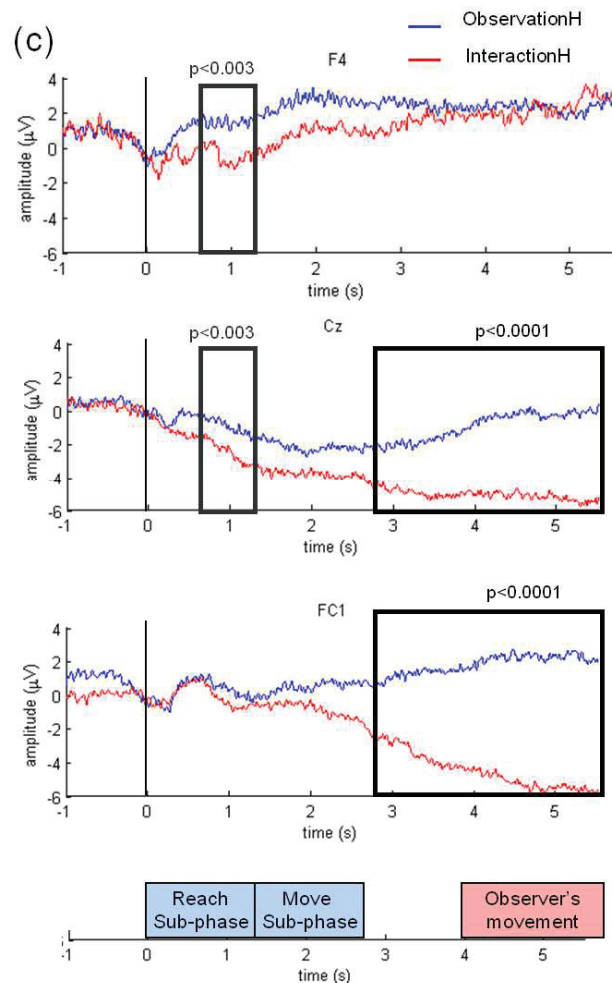 (c)
ObservationH
InteractionH
F4
p<0.003
4
2
0
-2
-4
-6
amplitude (µV)
-1 0 1 2 3 4 5
time (s)
Cz
p<0.003
p<0.0001
4
2
0
-2
-4
-6
amplitude (µV)
-1 0 1 2 3 4 5
time (s)
FC1
p<0.0001
4
2
0
-2
-4
-6
amplitude (µV)
-1 0 1 2 3 4 5
time (s)
Reach
Sub-phase
Move
Sub-phase
Observer's
movement
-1 0 1 2 3 4 5